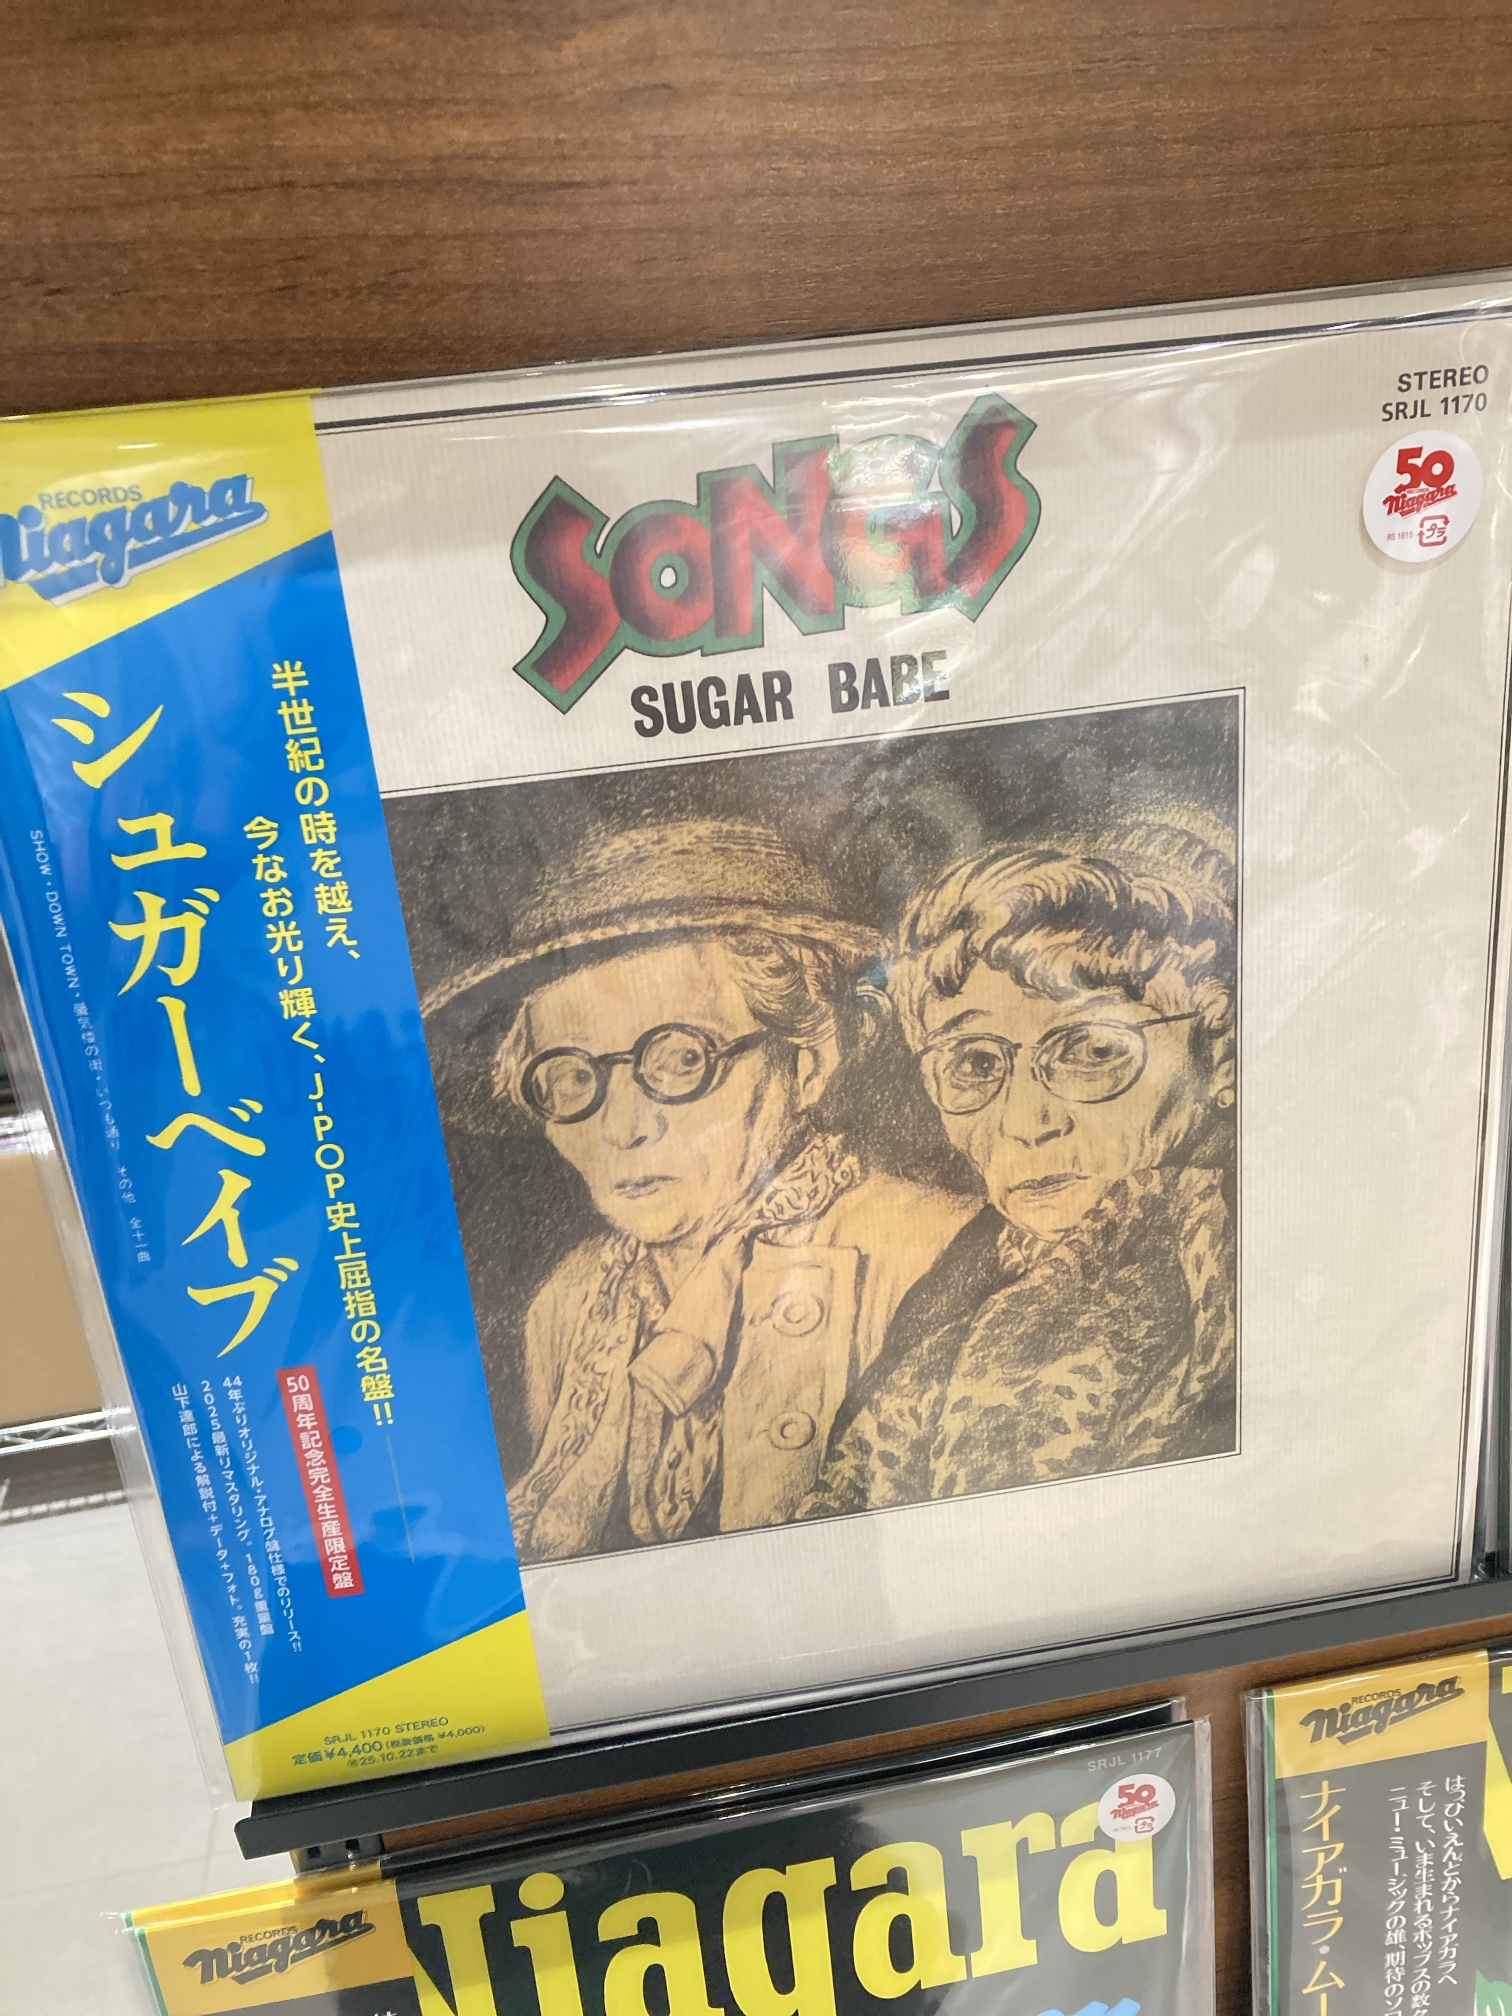 STEREO
SRJL 1170
50
RECORDS
Niagara
RS 1615
プラ
SONGS
SUGAR BABE
RECORDS
Niagara
半世紀の時を越え、
今なお光り輝く、J-POP史上屈指の名盤!!
シュガーベイブ
SHOW・DOWN TOWN・蜃気楼の街・いつも通り その他 全十一曲
50周年記念完全生産限定盤
44年ぶりオリジナル・アナログ盤仕様でのリリース!!
2025最新リマスタリング。180g重量盤
山下達郎による解説付+データ+フォト。充実の1枚!!
SRJL 1170 STEREO
定価¥4,400(税抜価格 ¥4,000)
25.10.22まで
SRJL 1177
50
Niagara
RECORDS
Niagara
Niagara
RECORDS
Niagara
はっぴいえんどからナイアガラへ
そして、いま生まれるポップスの数々
ニュー・ミュージックの雄、期待のソ
ナイアガラ・ム